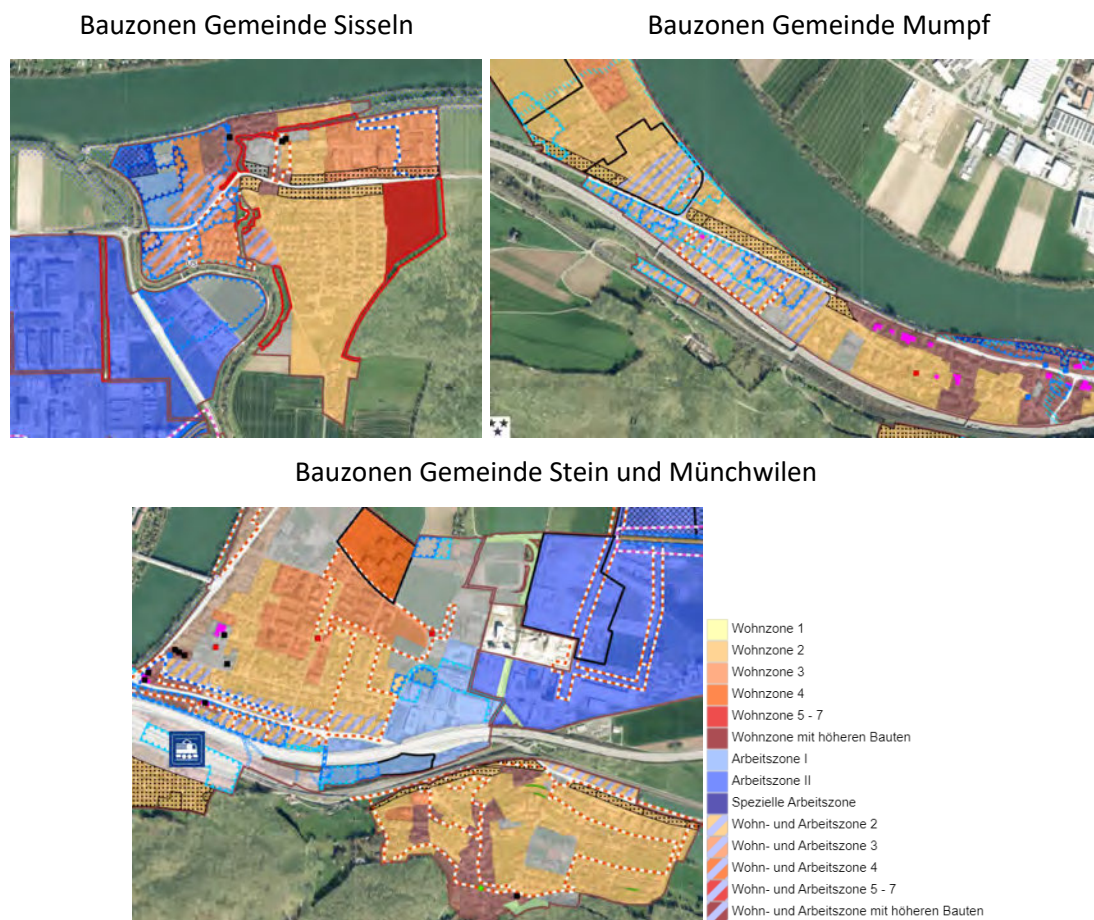 Bauzonen Gemeinde Sisseln
Bauzonen Gemeinde Mumpf
Bauzonen Gemeinde Stein und Münchwilen
Wohnzone 1
Wohnzone 2
Wohnzone 3
Wohnzone 4
Wohnzone 5 - 7
Wohnzone mit höheren Bauten
Arbeitszone I
Arbeitszone II
Spezielle Arbeitszone
Wohn- und Arbeitszone 2
Wohn- und Arbeitszone 3
Wohn- und Arbeitszone 4
Wohn- und Arbeitszone 5 - 7
Wohn- und Arbeitszone mit höheren Bauten